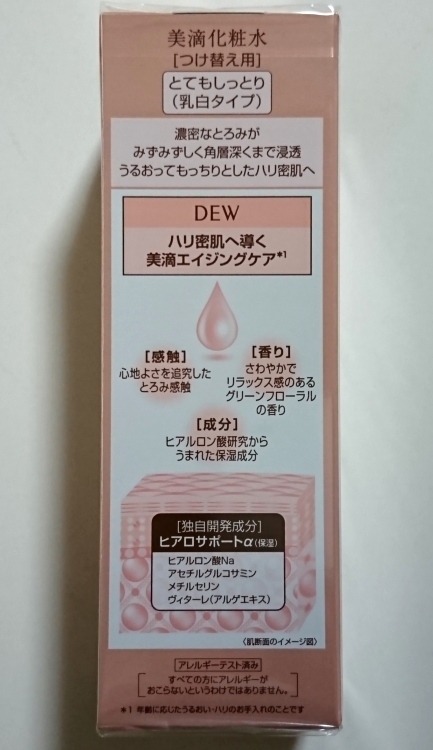 美滴化粧水
[つけ替え用]
とてもしっとり
(乳白タイプ)
濃密なとろみが
みずみずしく角層深くまで浸透
うるおってもっちりとしたハリ密肌へ
DEW
ハリ密肌へ導く
美滴エイジングケア*1
[感触]
心地よさを追究した
とろみ感触
[香り]
さわやかで
リラックス感のある
グリーンフローラル
の香り
[成分]
ヒアルロン酸研究から
うまれた保湿成分
[独自開発成分]
ヒアロサポートα(保湿)
ヒアルロン酸Na
アセチルグルコサミン
メチルセリン
ヴィターレ(アルゲエキス)
〈肌断面のイメージ図〉
アレルギーテスト済み
[すべての方にアレルギーが
おこらないというわけではありません。]
*1 年齢に応じたうるおい・ハリのお手入れのことです